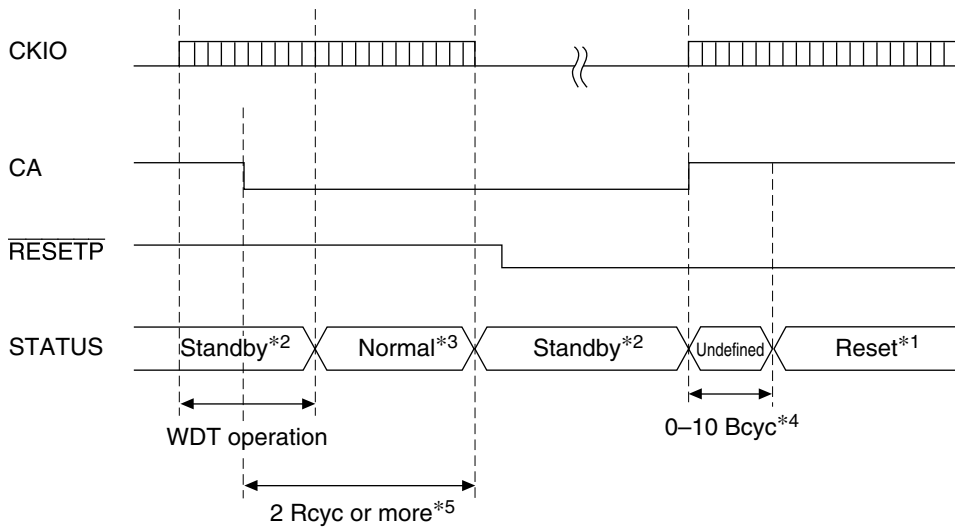 CKIO
CA
RESETP
STATUS
Standby*2
Normal*3
Standby*2
Undefined
Reset*1
WDT operation
0–10 Bcyc*4
2 Rcyc or more*5